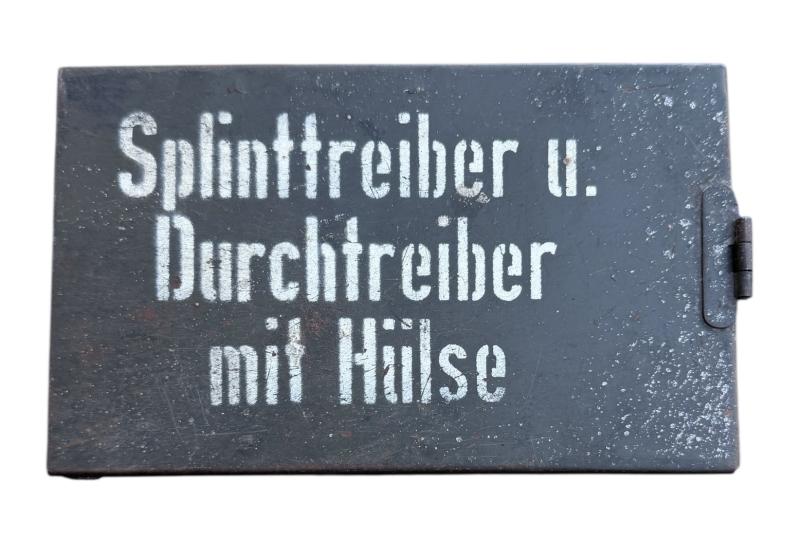 Splinttreiber u.
Durchtreiber
mit Hülse